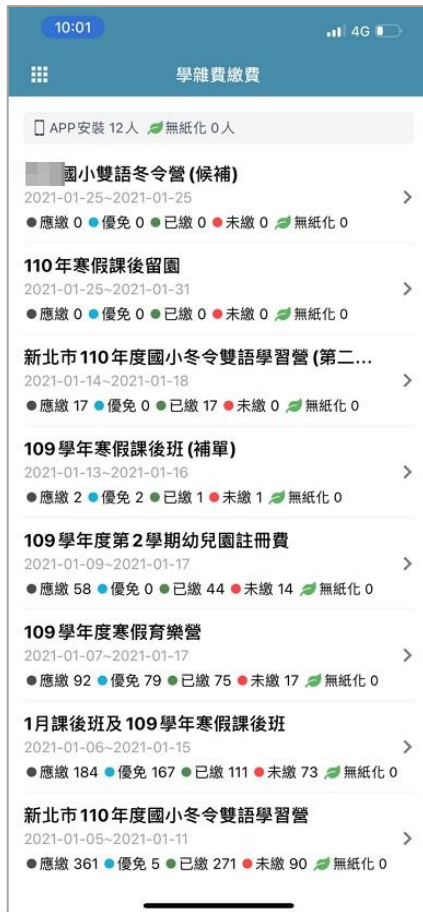 10:01
4G
學雜費繳費
APP安裝 12人 無紙化 0人
國小雙語冬令營(候補)
2021-01-25~2021-01-25
應繳 0 優免 0 已繳 0 未繳 0 無紙化 0
110年寒假課後留園
2021-01-25~2021-01-31
應繳 0 優免 0 已繳 0 未繳 0 無紙化 0
新北市110年度國小冬令雙語學習營(第二...
2021-01-14~2021-01-18
應繳 17 優免 0 已繳 17 未繳 0 無紙化 0
109學年寒假課後班(補單)
2021-01-13~2021-01-16
應繳 2 優免 2 已繳 1 未繳 1 無紙化 0
109學年度第2學期幼兒園註冊費
2021-01-09~2021-01-17
應繳 58 優免 0 已繳 44 未繳 14 無紙化 0
109學年度寒假育樂營
2021-01-07~2021-01-17
應繳 92 優免 79 已繳 75 未繳 17 無紙化 0
1月課後班及109學年寒假課後班
2021-01-06~2021-01-15
應繳 184 優免 167 已繳 111 未繳 73 無紙化 0
新北市110年度國小冬令雙語學習營
2021-01-05~2021-01-11
應繳 361 優免 5 已繳 271 未繳 90 無紙化 0